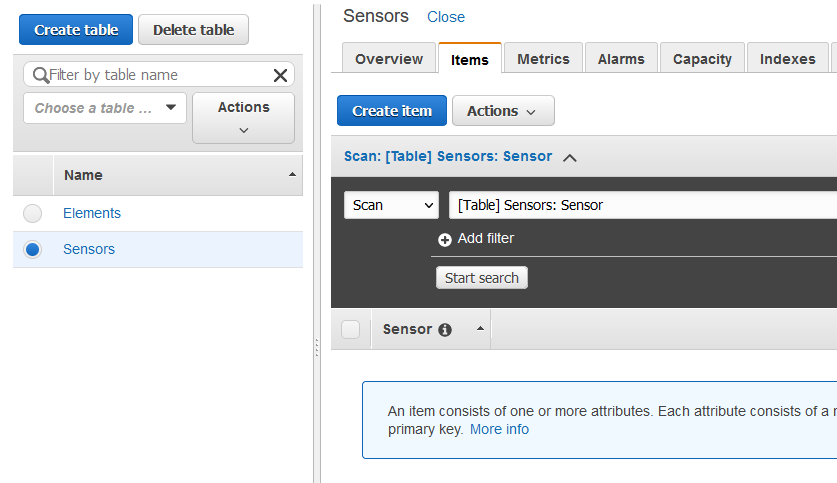 Create table
Delete table
Filter by table name
Choose a table ...
Actions
Name
Elements
Sensors
Sensors Close
Overview
Items
Metrics
Alarms
Capacity
Indexes
Create item
Actions
Scan: [Table] Sensors: Sensor
Scan
[Table] Sensors: Sensor
Add filter
Start search
Sensor
An item consists of one or more attributes. Each attribute consists of a
primary key. More info